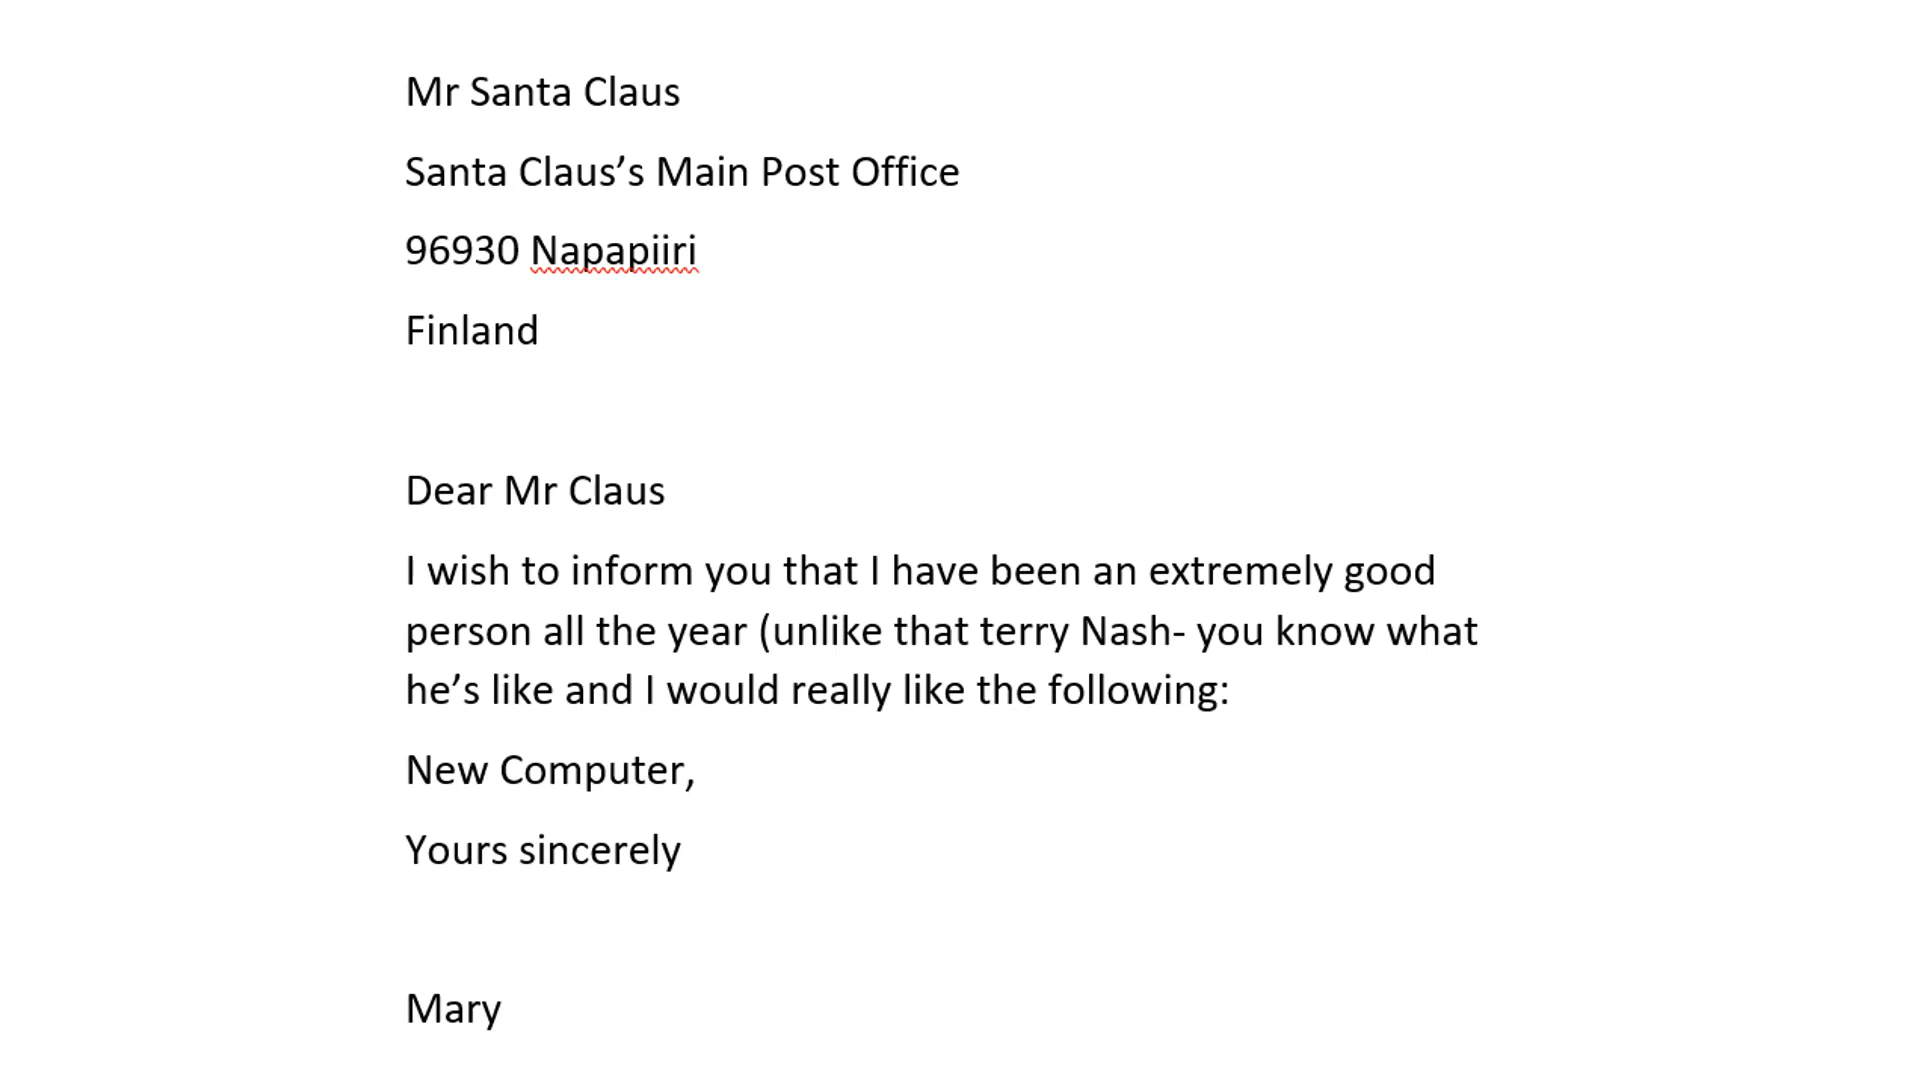 Mr Santa Claus
Santa Claus’s Main Post Office
96930 Napapiiri
Finland
Dear Mr Claus
I wish to inform you that I have been an extremely good
person all the year (unlike that terry Nash- you know what
he’s like and I would really like the following:
New Computer,
Yours sincerely
Mary